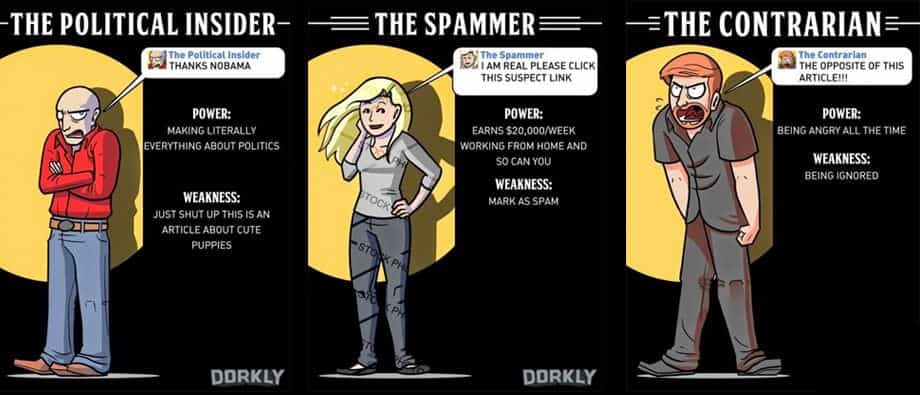 THE POLITICAL INSIDER
The Political Insider
THANKS NOBAMA
POWER:
MAKING LITERALLY
EVERYTHING ABOUT POLITICS
WEAKNESS:
JUST SHUT UP THIS IS AN
ARTICLE ABOUT CUTE
PUPPIES
DORKLY
THE SPAMMER
The Spammer
I AM REAL PLEASE CLICK
THIS SUSPECT LINK
POWER:
EARNS $20,000/WEEK
WORKING FROM HOME AND
SO CAN YOU
WEAKNESS:
MARK AS SPAM
STOCK
STOCK PH
DORKLY
THE CONTRARIAN
The Contrarian
THE OPPOSITE OF THIS
ARTICLE!!!
POWER:
BEING ANGRY ALL THE TIME
WEAKNESS:
BEING IGNORED